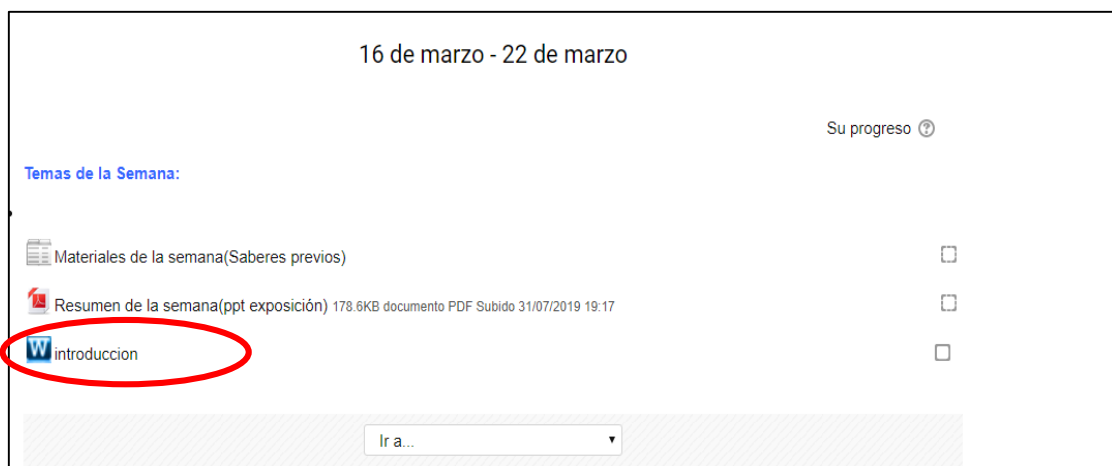 16 de marzo - 22 de marzo
Su progreso
Temas de la Semana:
Materiales de la semana(Saberes previos)
Resumen de la semana(ppt exposición) 178.6KB documento PDF Subido 31/07/2019 19:17
W introduccion
Ir a...